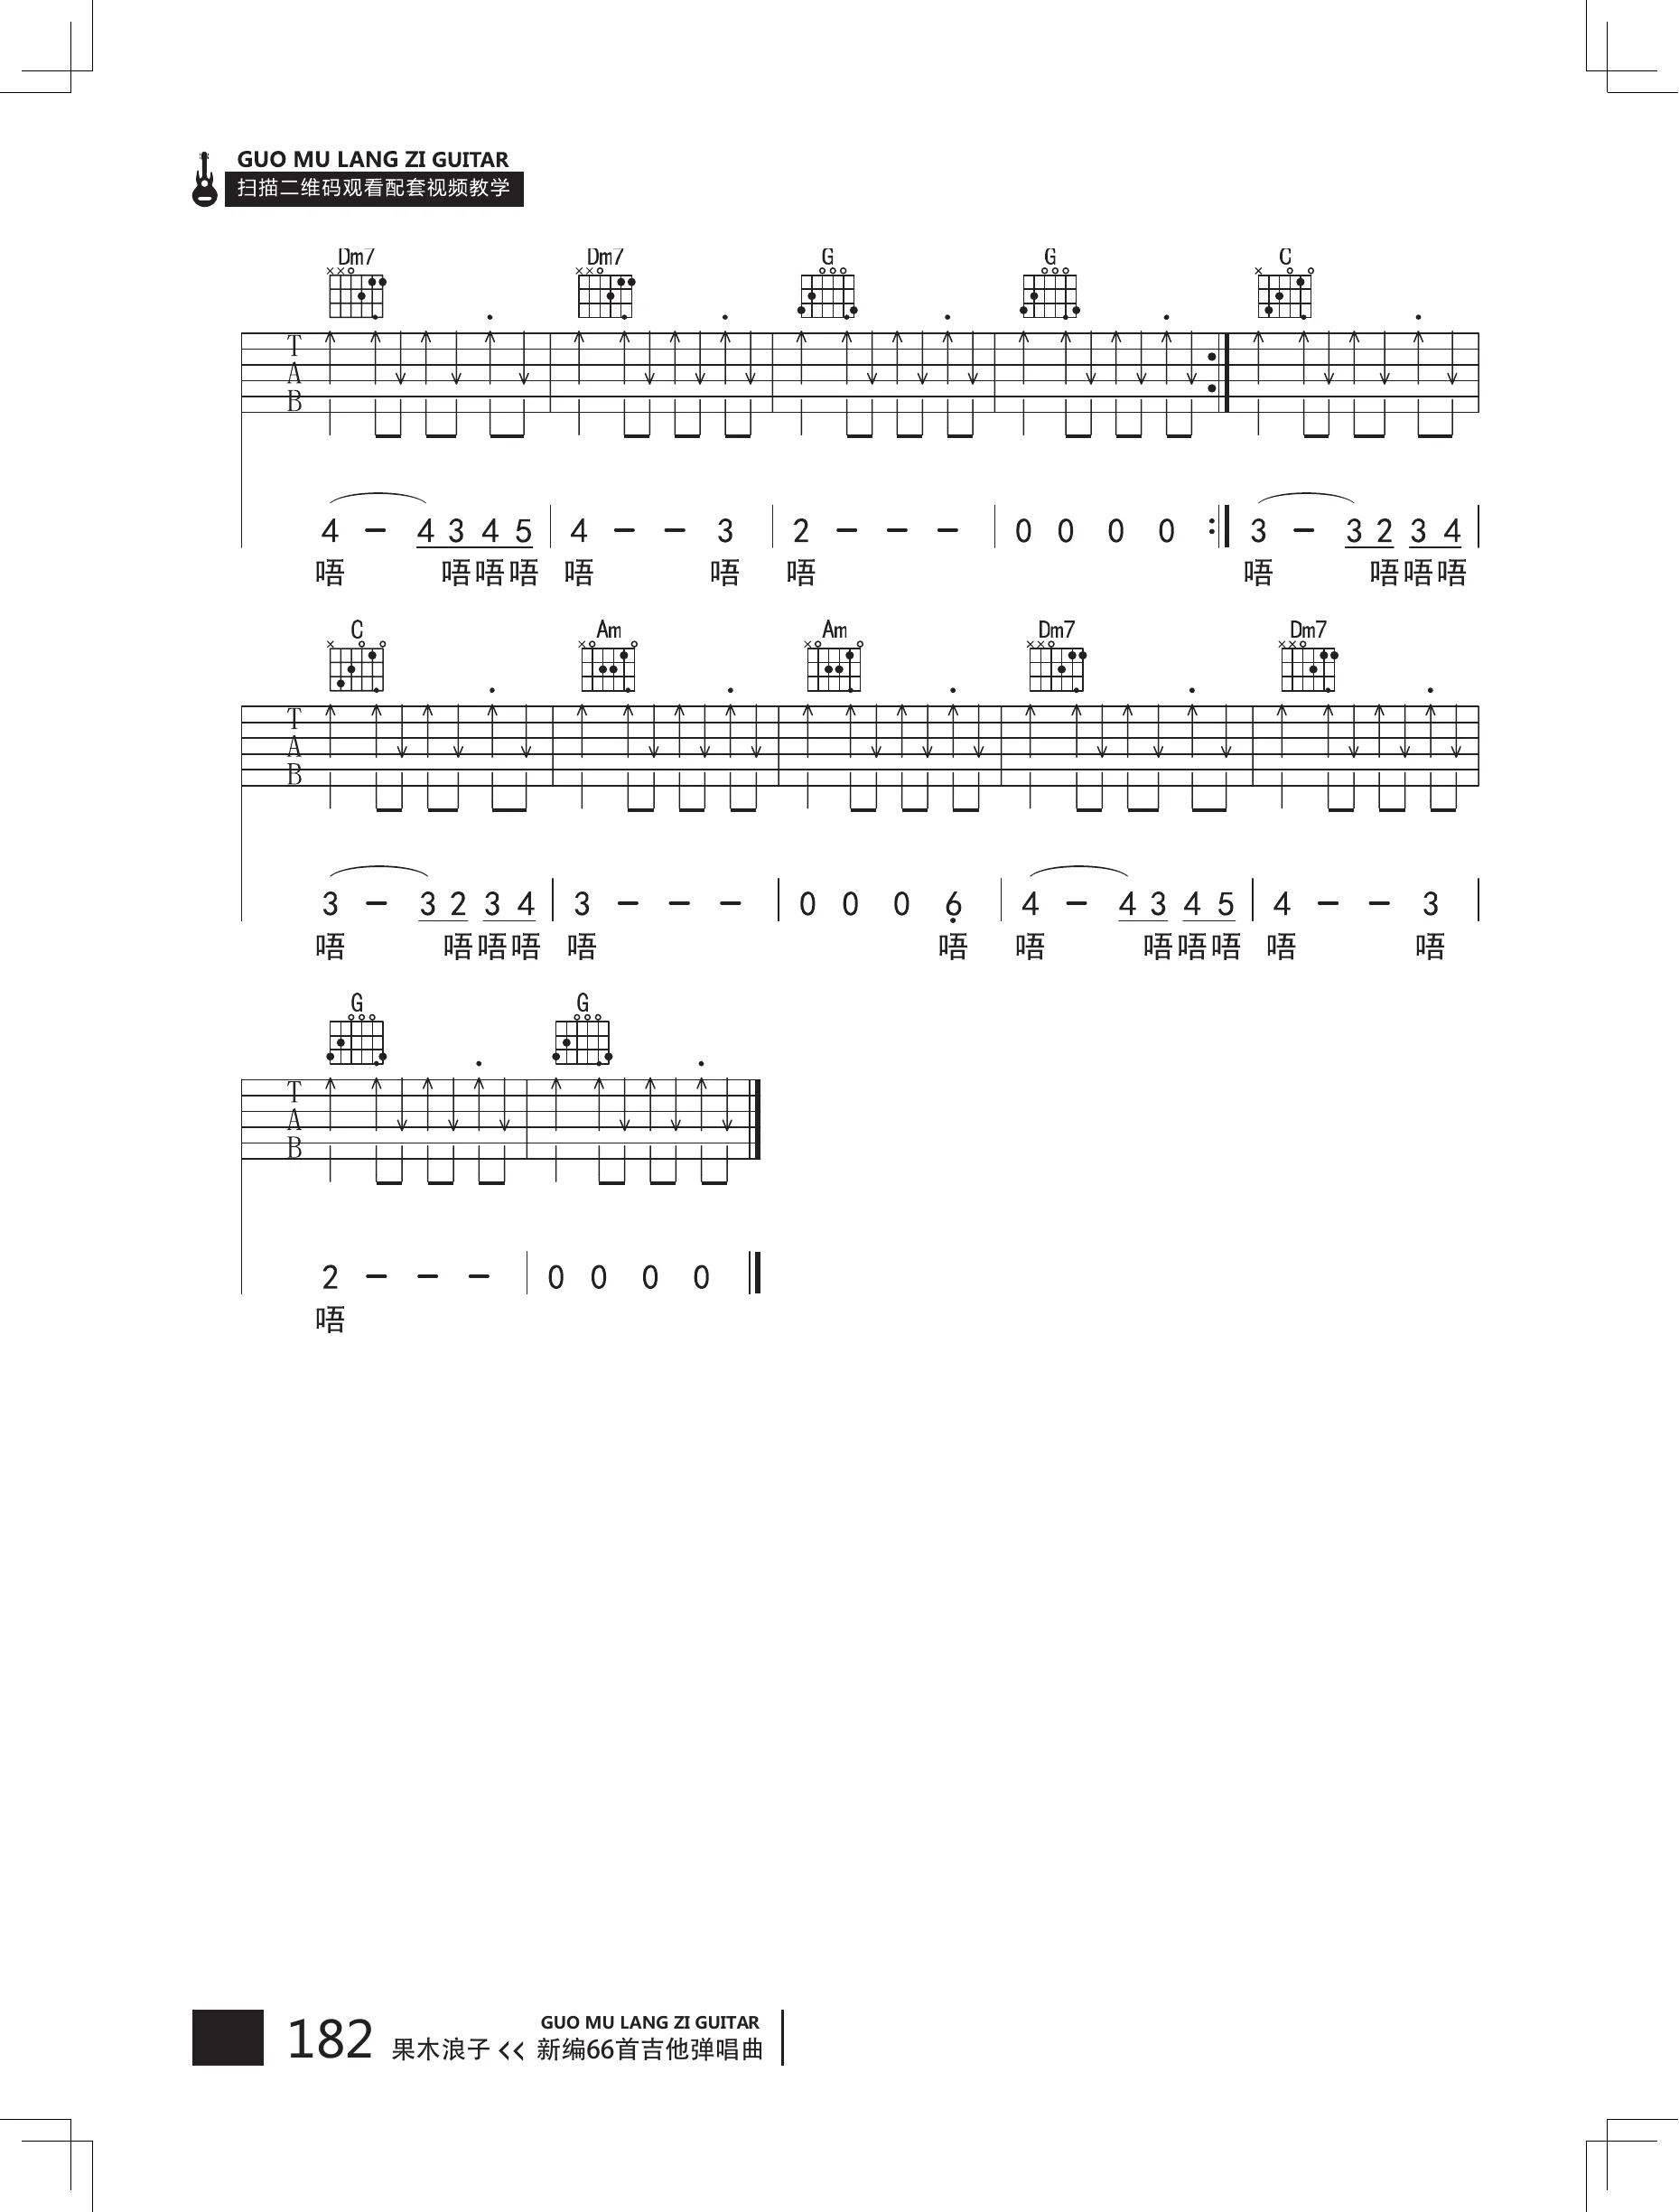 GUO MU LANG ZI GUITAR
扫描二维码观看配套视频教学
Dm7 Dm7 G G C
T
A
B
4 - 4 3 4 5 4 - - 3 2 - - - 0 0 0 0 3 - 3 2 3 4
唔 唔 唔 唔 唔 唔 唔 唔 唔 唔 唔
C Am Am Dm7 Dm7
T
A
B
3 - 3 2 3 4 3 - - - 0 0 0 6 4 - 4 3 4 5 4 - - 3
唔 唔 唔 唔 唔 唔 唔 唔 唔 唔 唔 唔
G G
T
A
B
2 - - - 0 0 0 0
唔
GUO MU LANG ZI GUITAR
182 果木浪子 << 新编66首吉他弹唱曲